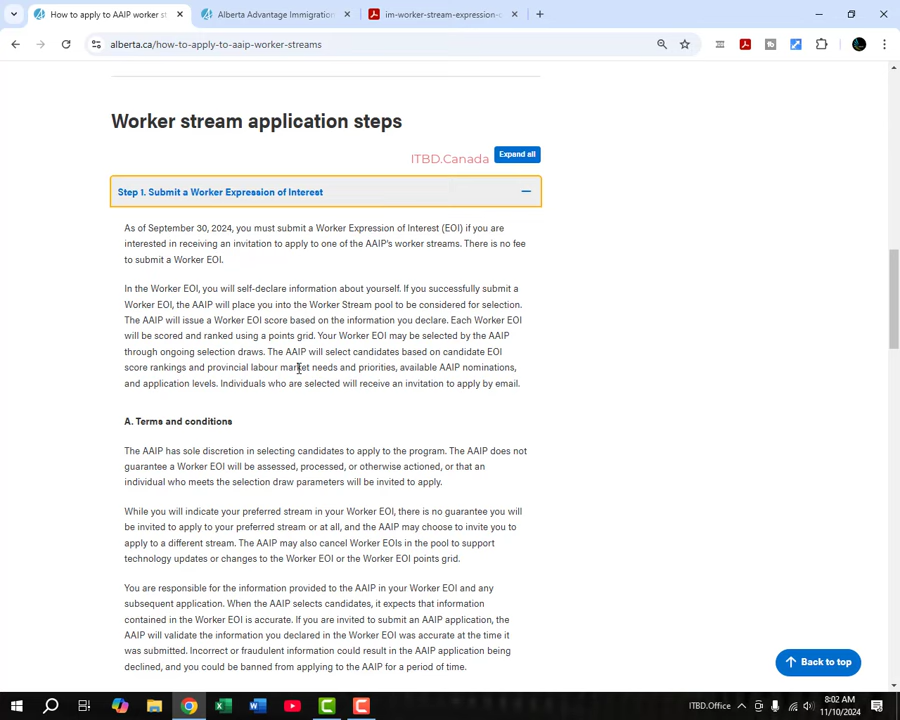 How to apply to AAIP worker st
Alberta Advantage Immigration
im-worker-stream-expression-
alberta.ca/how-to-apply-to-aaip-worker-streams
Worker stream application steps
ITBD.Canada
Expand all
Step 1. Submit a Worker Expression of Interest
As of September 30, 2024, you must submit a Worker Expression of Interest (EOI) if you are
interested in receiving an invitation to apply to one of the AAIP's worker streams. There is no fee
to submit a Worker EOI.
In the Worker EOI, you will self-declare information about yourself. If you successfully submit a
Worker EOI, the AAIP will place you into the Worker Stream pool to be considered for selection.
The AAIP will issue a Worker EOI score based on the information you declare. Each Worker EOI
will be scored and ranked using a points grid. Your Worker EOI may be selected by the AAIP
through ongoing selection draws. The AAIP will select candidates based on candidate EOI
score rankings and provincial labour market needs and priorities, available AAIP nominations,
and application levels. Individuals who are selected will receive an invitation to apply by email.
A. Terms and conditions
The AAIP has sole discretion in selecting candidates to apply to the program. The AAIP does not
guarantee a Worker EOI will be assessed, processed, or otherwise actioned, or that an
individual who meets the selection draw parameters will be invited to apply.
While you will indicate your preferred stream in your Worker EOI, there is no guarantee you will
be invited to apply to your preferred stream or at all, and the AAIP may choose to invite you to
apply to a different stream. The AAIP may also cancel Worker EOIs in the pool to support
technology updates or changes to the Worker EOI or the Worker EOI points grid.
You are responsible for the information provided to the AAIP in your Worker EOI and any
subsequent application. When the AAIP selects candidates, it expects that information
contained in the Worker EOI is accurate. If you are invited to submit an AAIP application, the
AAIP will validate the information you declared in the Worker EOI was accurate at the time it
was submitted. Incorrect or fraudulent information could result in the AAIP application being
declined, and you could be banned from applying to the AAIP for a period of time.
Back to top
ITBD.Office
8:02 AM
11/10/2024